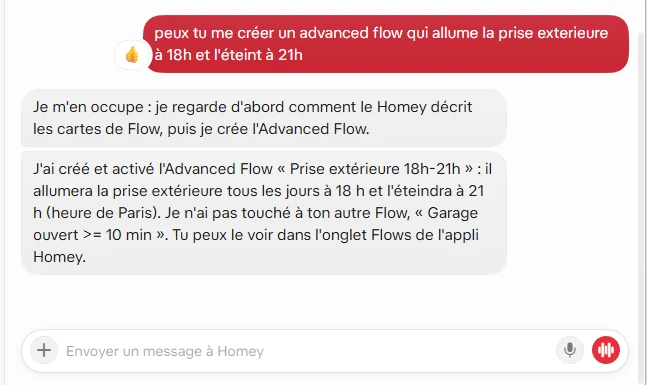 peux tu me créer un advanced flow qui allume la prise exterieure
à 18h et l'éteint à 21h
Je m'en occupe : je regarde d'abord comment le Homey décrit
les cartes de Flow, puis je crée l'Advanced Flow.
J'ai créé et activé l'Advanced Flow « Prise extérieure 18h-21h » : il
allumera la prise extérieure tous les jours à 18 h et l'éteindra à 21
h (heure de Paris). Je n'ai pas touché à ton autre Flow, « Garage
ouvert >= 10 min ». Tu peux le voir dans l'onglet Flows de l'appli
Homey.
Envoyer un message à Homey